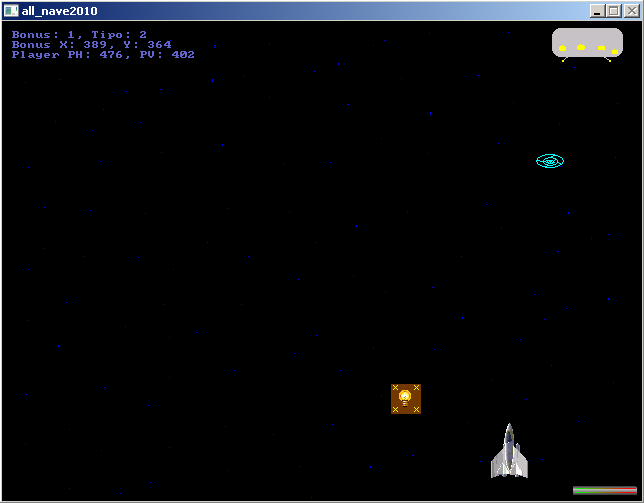 all_nave2010
Bonus: 1, Tipo: 2
Bonus X: 389, Y: 364
Player PH: 476, PV: 402